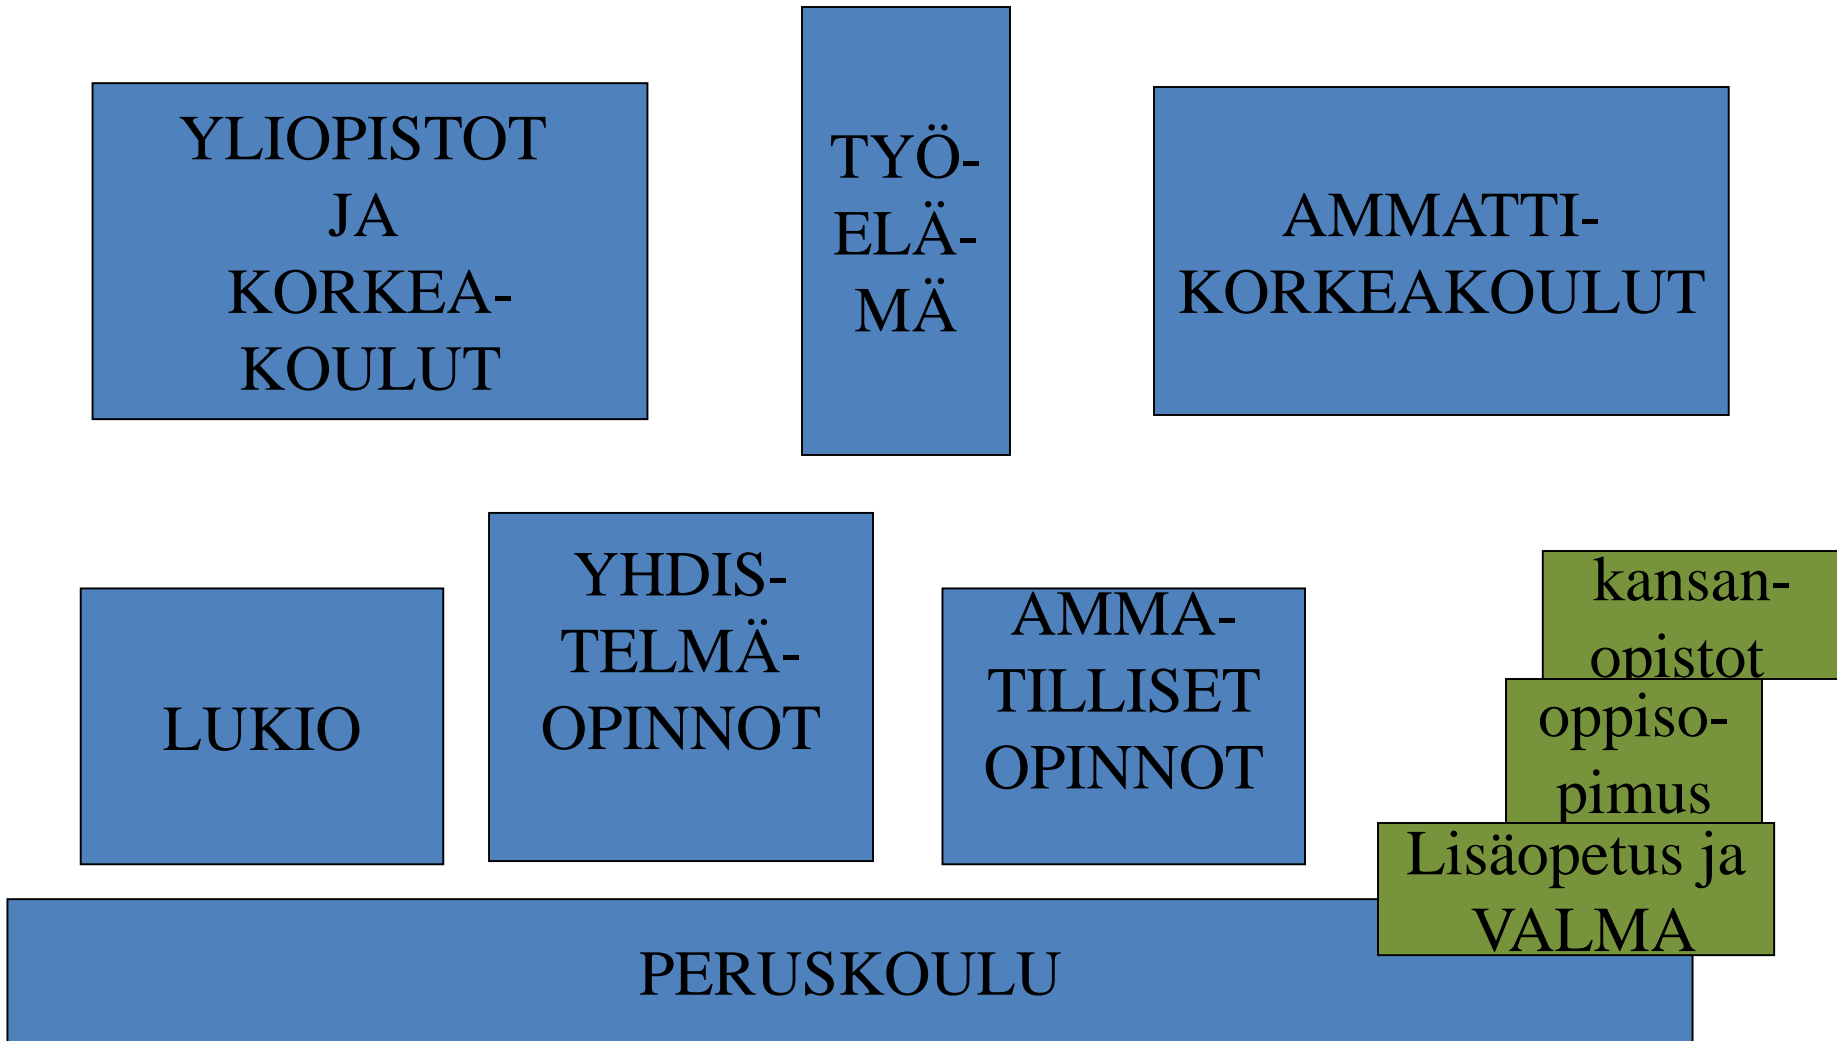 YLIOPISTOT
JA
KORKEA-
KOULUT
TYÖ-
ELÄ-
MÄ
AMMATTI-
KORKEAKOULUT
LUKIO
YHDIS-
TELMÄ-
OPINNOT
AMMA-
TILLISET
OPINNOT
kansan-
opistot
oppiso-
pimus
Lisäopetus ja
VALMA
PERUSKOULU